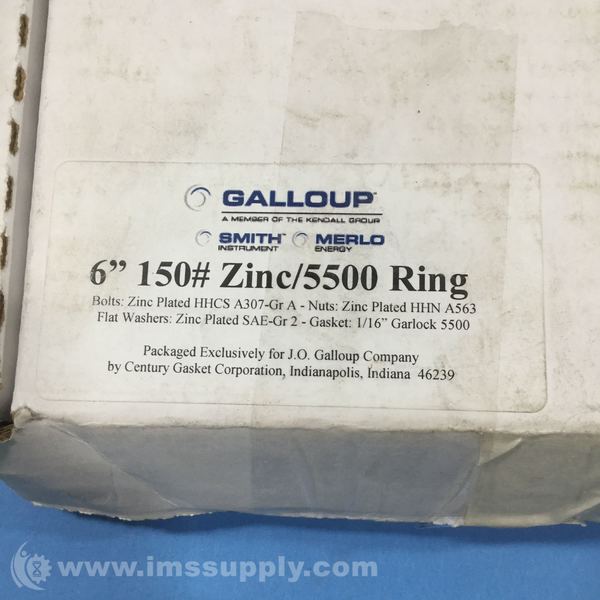 GALLOUP™
A MEMBER OF THE KENDALL GROUP
SMITH™ MERLO
INSTRUMENT ENERGY
6” 150# Zinc/5500 Ring
Bolts: Zinc Plated HHCS A307-Gr A - Nuts: Zinc Plated HHN A563
Flat Washers: Zinc Plated SAE-Gr 2 - Gasket: 1/16” Garlock 5500
Packaged Exclusively for J.O. Galloup Company
by Century Gasket Corporation, Indianapolis, Indiana 46239
www.imssupply.com